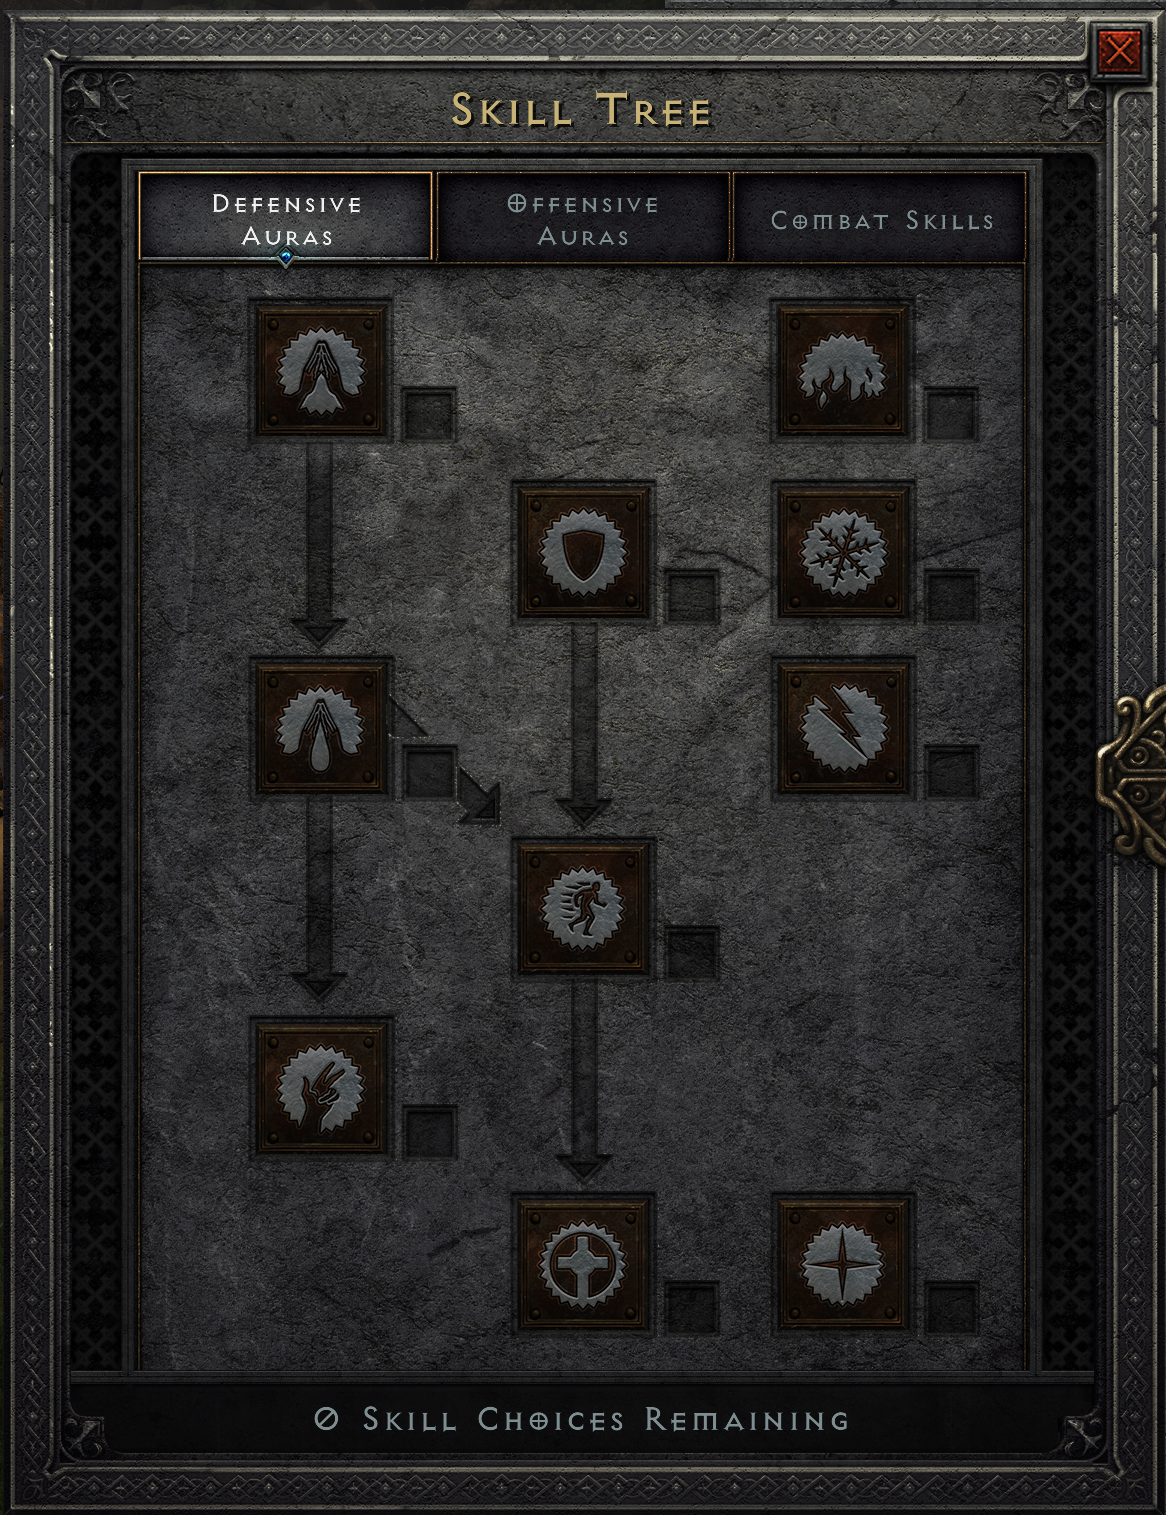 Skill Tree
Defensive
Auras
Offensive
Auras
Combat Skills
0 Skill Choices Remaining